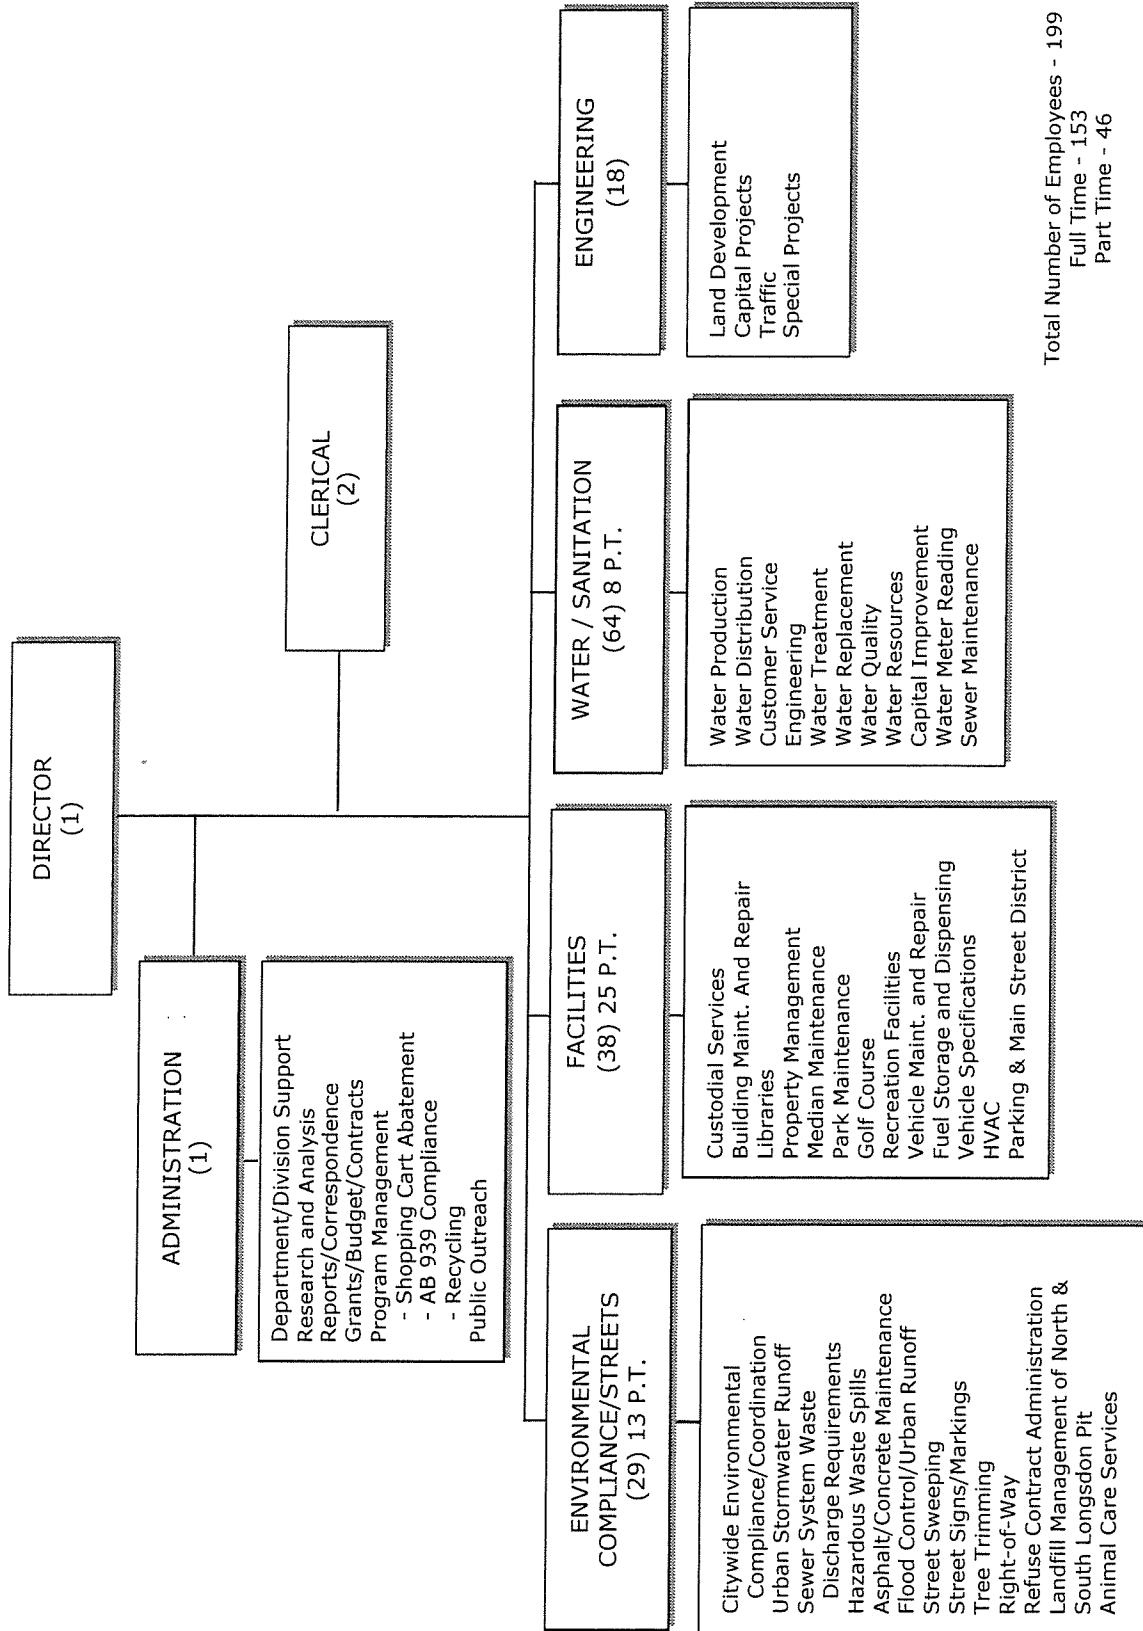 DIRECTOR
(1)
CLERICAL
(2)
ADMINISTRATION
(1)
Department/Division Support
Research and Analysis
Reports/Correspondence
Grants/Budget/Contracts
Program Management
- Shopping Cart Abatement
- AB 939 Compliance
- Recycling
Public Outreach
ENVIRONMENTAL
COMPLIANCE/STREETS
(29) 13 P.T.
Citywide Environmental
Compliance/Coordination
Urban Stormwater Runoff
Sewer System Waste
Discharge Requirements
Hazardous Waste Spills
Asphalt/Concrete Maintenance
Flood Control/Urban Runoff
Street Sweeping
Street Signs/Markings
Tree Trimming
Right-of-Way
Refuse Contract Administration
Landfill Management of North &
South Longsdon Pit
Animal Care Services
FACILITIES
(38) 25 P.T.
Custodial Services
Building Maint. And Repair
Libraries
Property Management
Median Maintenance
Park Maintenance
Golf Course
Recreation Facilities
Vehicle Maint. and Repair
Fuel Storage and Dispensing
Vehicle Specifications
HVAC
Parking & Main Street District
WATER / SANITATION
(64) 8 P.T.
Water Production
Water Distribution
Customer Service
Engineering
Water Treatment
Water Replacement
Water Quality
Water Resources
Capital Improvement
Water Meter Reading
Sewer Maintenance
ENGINEERING
(18)
Land Development
Capital Projects
Traffic
Special Projects
Total Number of Employees - 199
Full Time - 153
Part Time - 46